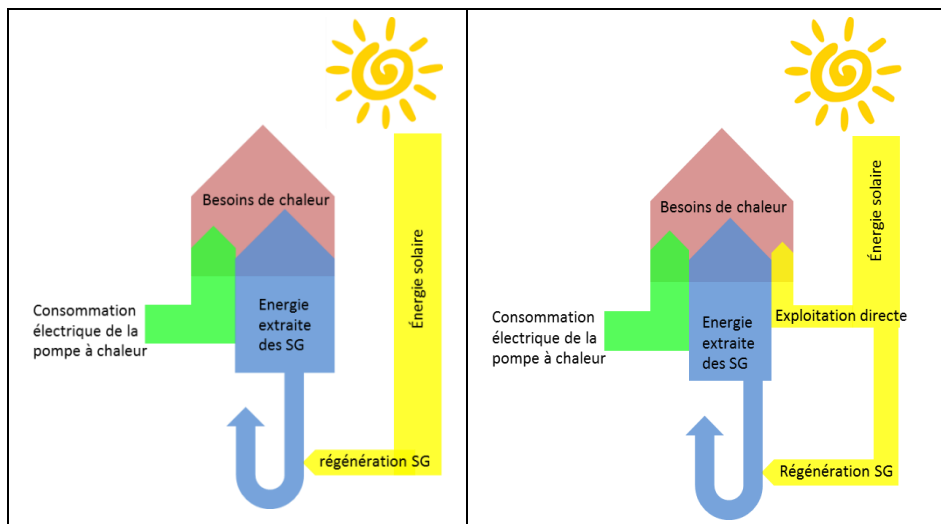 Besoins de chaleur
Énergie solaire
Consommation
électrique de la
pompe à chaleur
Energie
extraite
des SG
régénération SG
Besoins de chaleur
Énergie solaire
Consommation
électrique de la
pompe à chaleur
Energie
extraite
des SG
Exploitation directe
Régénération SG